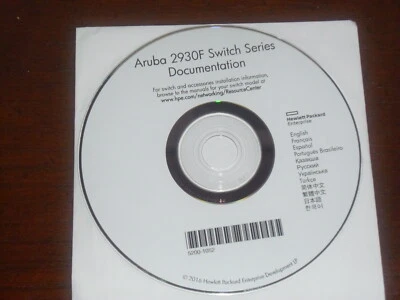 Aruba 2930F Switch Series
Documentation
For switch and accessories installation information,
browse to the manuals for your switch model at
www.hpe.com/networking/ResourceCenter
Hewlett Packard
Enterprise
English
Français
Español
Português Brasileiro
Қазақша
Русский
Українська
Türkçe
简体中文
繁體中文
日本語
한국어
5200-1052
© 2016 Hewlett Packard Enterprise Development LP